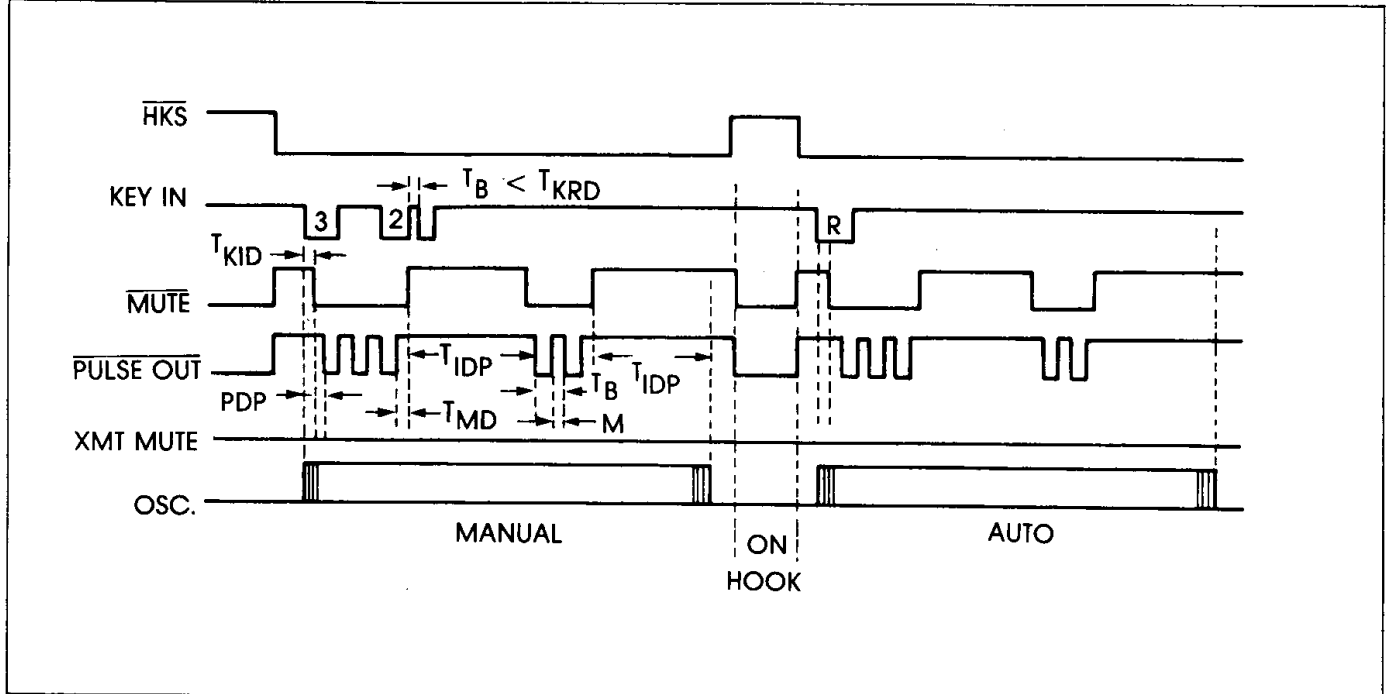 HKS
KEY IN 3 2 T_B < T_KRD R
T_KID
MUTE
PULSE OUT T_IDP T_B T_IDP
PDP T_MD M
XMT MUTE
OSC.
MANUAL ON AUTO
HOOK